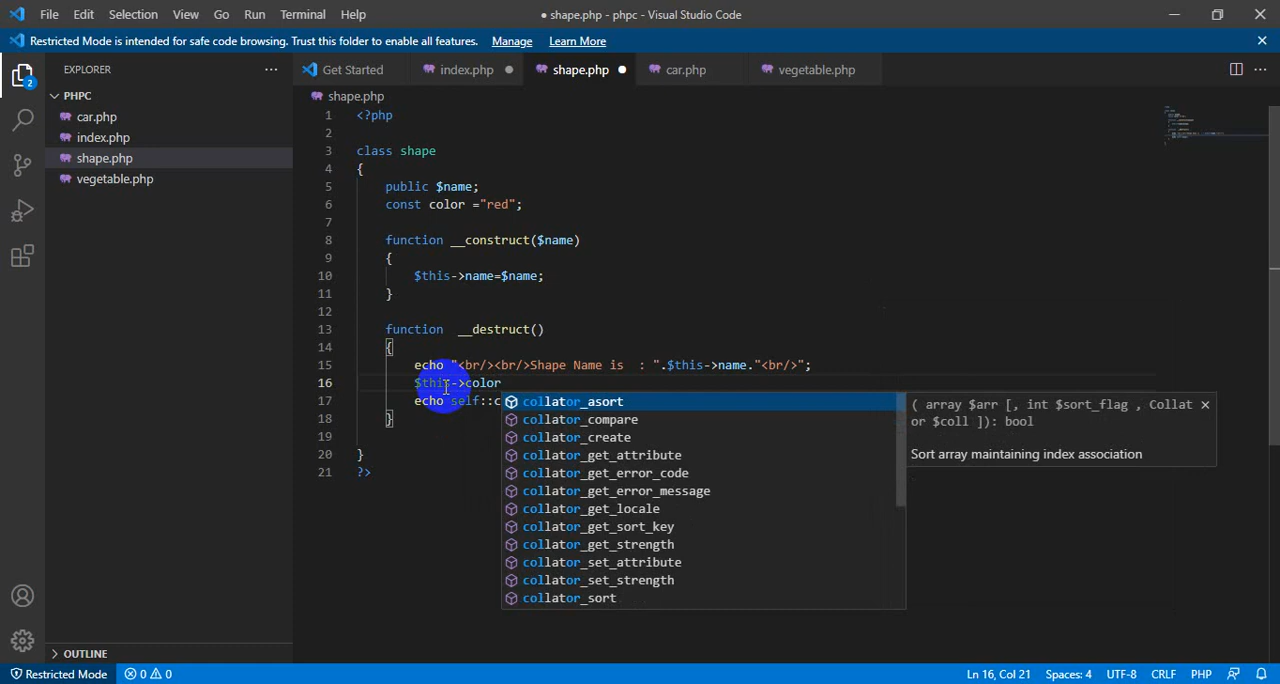 File Edit Selection View Go Run Terminal Help ● shape.php - phpc - Visual Studio Code
Restricted Mode is intended for safe code browsing. Trust this folder to enable all features. Manage Learn More
EXPLORER
Get Started index.php shape.php car.php vegetable.php
PHPC
shape.php
car.php
index.php
shape.php
vegetable.php
2
1 <?php
2
3 class shape
4 {
5 public $name;
6 const color ="red";
7
8 function __construct($name)
9 {
10 $this->name=$name;
11 }
12
13 function __destruct()
14 {
15 echo "<br/><br/>Shape Name is : ".$this->name."<br/>";
16 $this->color
17 echo self::c
18 }
19
20 }
21 ?>
collator_asort
collator_compare
collator_create
collator_get_attribute
collator_get_error_code
collator_get_error_message
collator_get_locale
collator_get_sort_key
collator_get_strength
collator_set_attribute
collator_set_strength
collator_sort
( array $arr [, int $sort_flag , Collat
or $coll ]): bool
Sort array maintaining index association
OUTLINE
Restricted Mode 0 0 Ln 16, Col 21 Spaces: 4 UTF-8 CRLF PHP